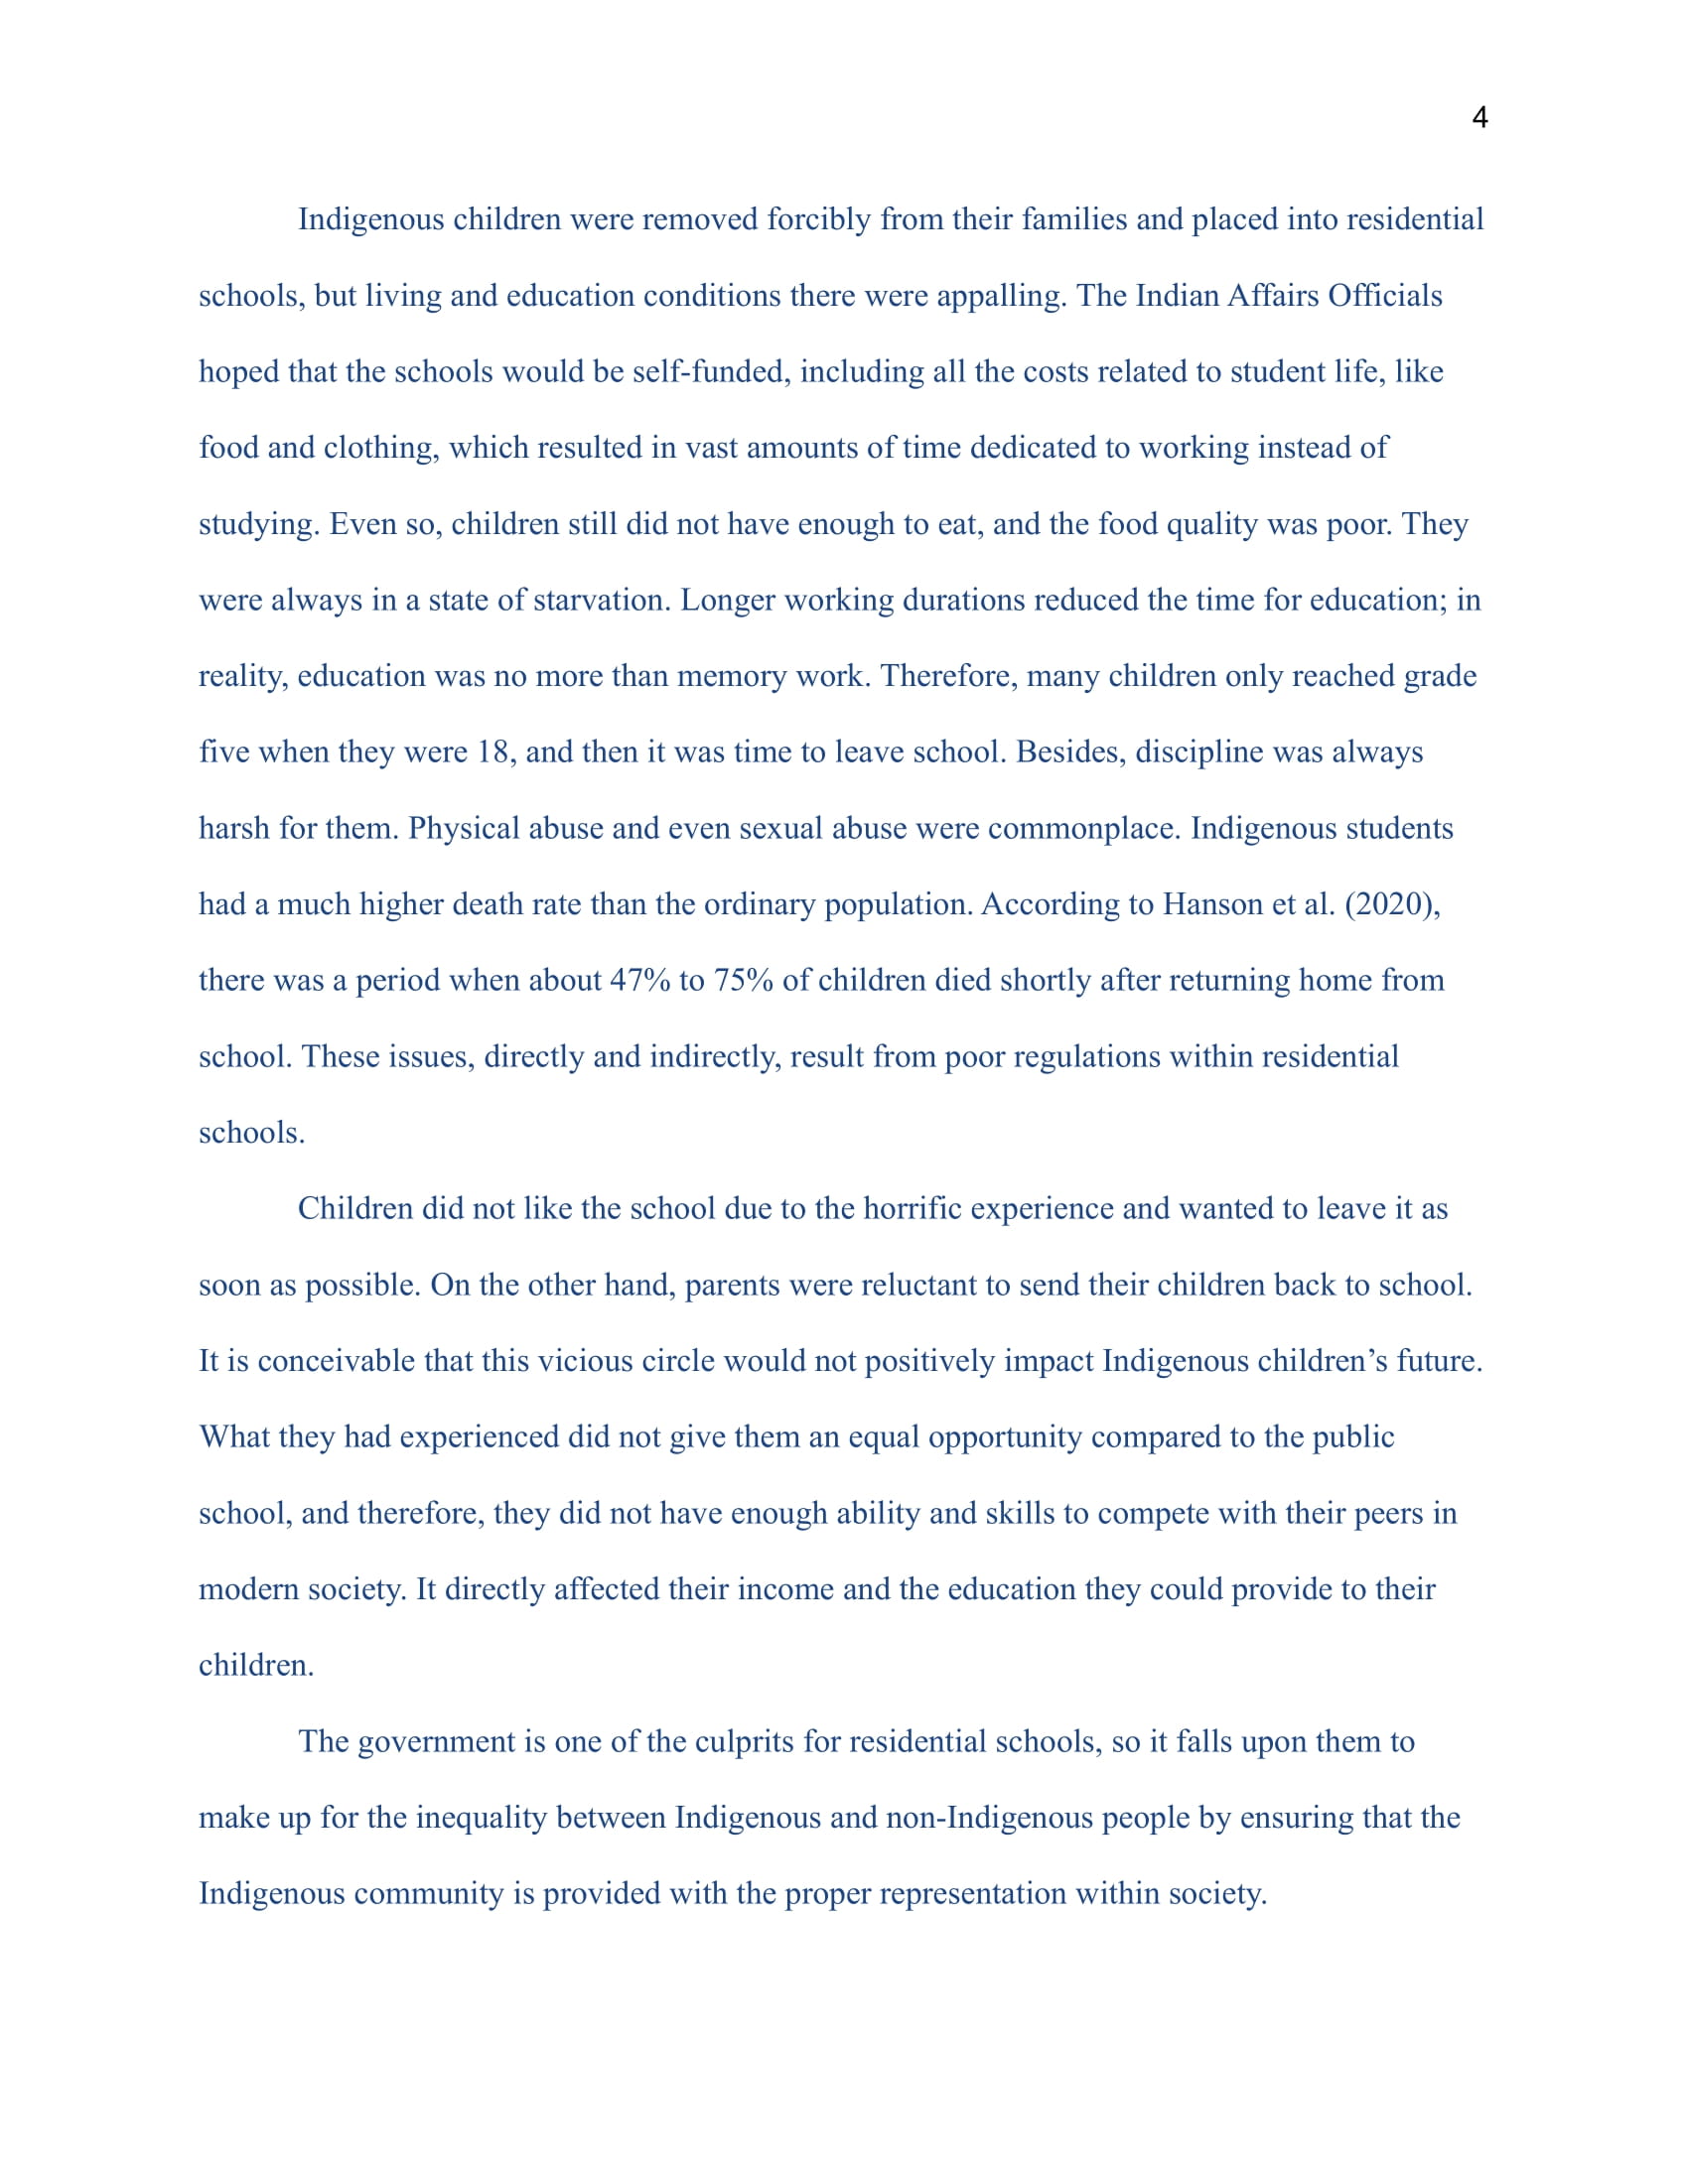 4
Indigenous children were removed forcibly from their families and placed into residential
schools, but living and education conditions there were appalling. The Indian Affairs Officials
hoped that the schools would be self-funded, including all the costs related to student life, like
food and clothing, which resulted in vast amounts of time dedicated to working instead of
studying. Even so, children still did not have enough to eat, and the food quality was poor. They
were always in a state of starvation. Longer working durations reduced the time for education; in
reality, education was no more than memory work. Therefore, many children only reached grade
five when they were 18, and then it was time to leave school. Besides, discipline was always
harsh for them. Physical abuse and even sexual abuse were commonplace. Indigenous students
had a much higher death rate than the ordinary population. According to Hanson et al. (2020),
there was a period when about 47% to 75% of children died shortly after returning home from
school. These issues, directly and indirectly, result from poor regulations within residential
schools.
Children did not like the school due to the horrific experience and wanted to leave it as
soon as possible. On the other hand, parents were reluctant to send their children back to school.
It is conceivable that this vicious circle would not positively impact Indigenous children’s future.
What they had experienced did not give them an equal opportunity compared to the public
school, and therefore, they did not have enough ability and skills to compete with their peers in
modern society. It directly affected their income and the education they could provide to their
children.
The government is one of the culprits for residential schools, so it falls upon them to
make up for the inequality between Indigenous and non-Indigenous people by ensuring that the
Indigenous community is provided with the proper representation within society.